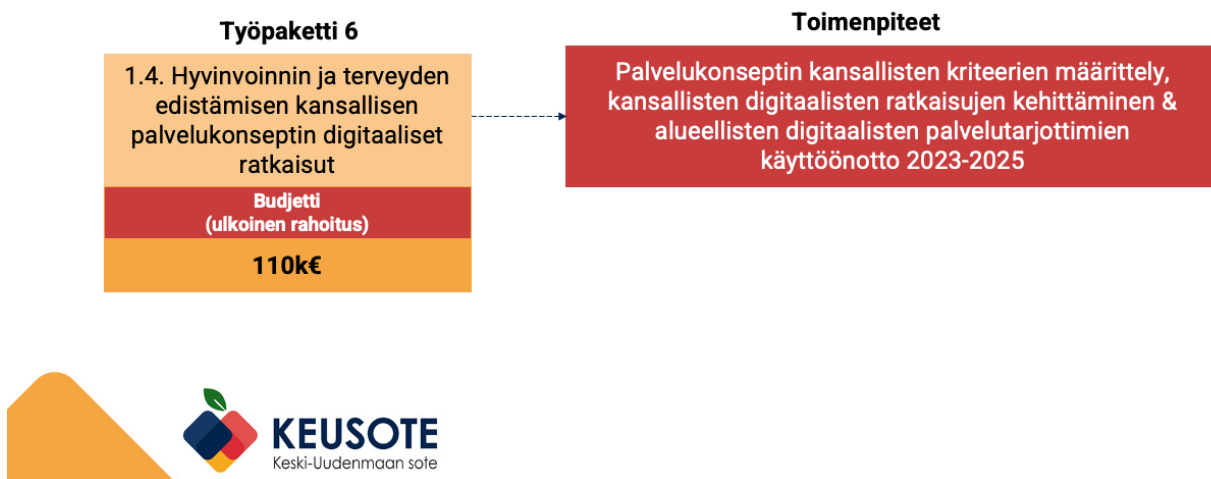 Työpaketti 6
1.4. Hyvinvoinnin ja terveyden
edistämisen kansallisen
palvelukonseptin digitaaliset
ratkaisut
Budjetti
(ulkoinen rahoitus)
110k€
Toimenpiteet
Palvelukonseptin kansallisten kriteerien määrittely,
kansallisten digitaalisten ratkaisujen kehittäminen &
alueellisten digitaalisten palvelutarjottimien
käyttöönotto 2023-2025
KEUSOTE
Keski-Uudenmaan sote